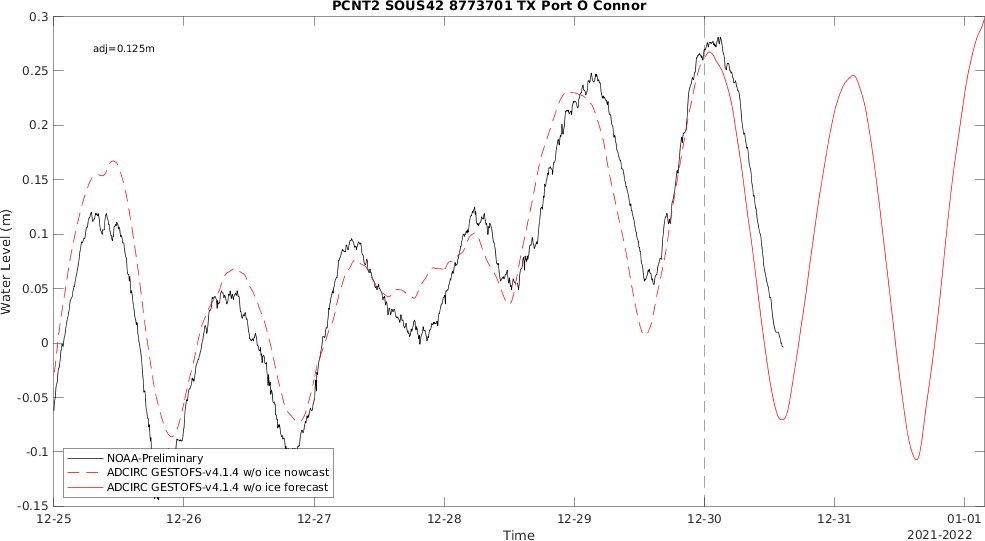 PCNT2 SOUS42 8773701 TX Port O Connor
adj=0.125m
0.3
0.25
0.2
0.15
0.1
0.05
0
-0.05
-0.1
-0.15
Water Level (m)
NOAA-Preliminary
ADCIRC GESTOFS-v4.1.4 w/o ice nowcast
ADCIRC GESTOFS-v4.1.4 w/o ice forecast
12-25 12-26 12-27 12-28 12-29 12-30 12-31 01-01
Time
2021-2022